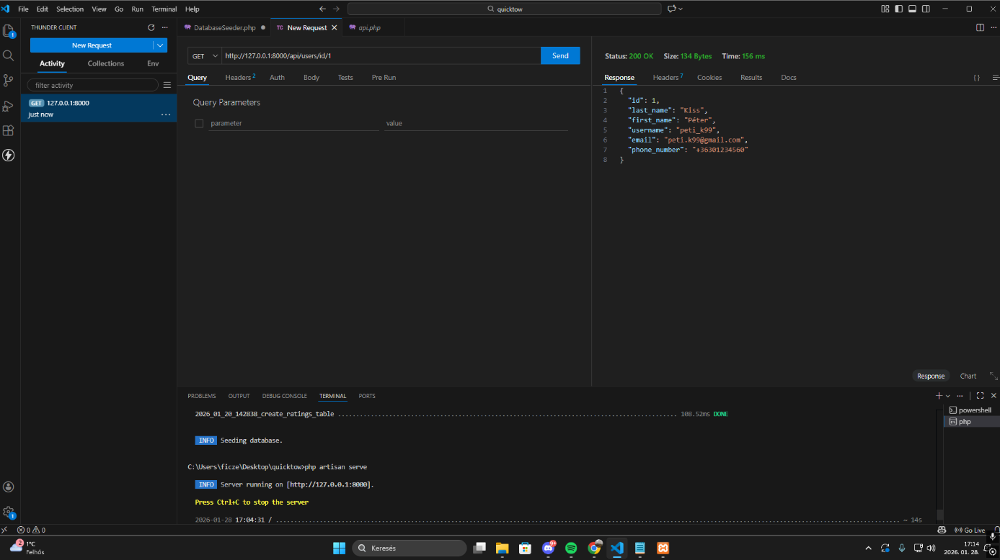 File Edit Selection View Go Run Terminal Help
quicktow
THUNDER CLIENT
New Request
Activity Collections Env
filter activity
GET 127.0.0.1:8000
just now
DatabaseSeeder.php
TC New Request
api.php
GET http://127.0.0.1:8000/api/users/id/1 Send
Query Headers 2 Auth Body Tests Pre Run
Query Parameters
parameter value
Status: 200 OK Size: 134 Bytes Time: 156 ms
Response Headers 7 Cookies Results Docs { }
1 {
2 "id": 1,
3 "last_name": "Kiss",
4 "first_name": "Péter",
5 "username": "peti_k99",
6 "email": "peti.k99@gmail.com",
7 "phone_number": "+36301234560"
8 }
Response Chart
PROBLEMS OUTPUT DEBUG CONSOLE TERMINAL PORTS
2026_01_20_142838_create_ratings_table ........ 108.52ms DONE
INFO Seeding database.
C:\Users\ficze\Desktop\quicktow>php artisan serve
INFO Server running on [http://127.0.0.1:8000].
Press Ctrl+C to stop the server
2026-01-28 17:04:31 / ........ ~ 14s
powershell
php
0 0
Go Live
1°C
Felhős
Keresés
17:14
2026. 01. 28.